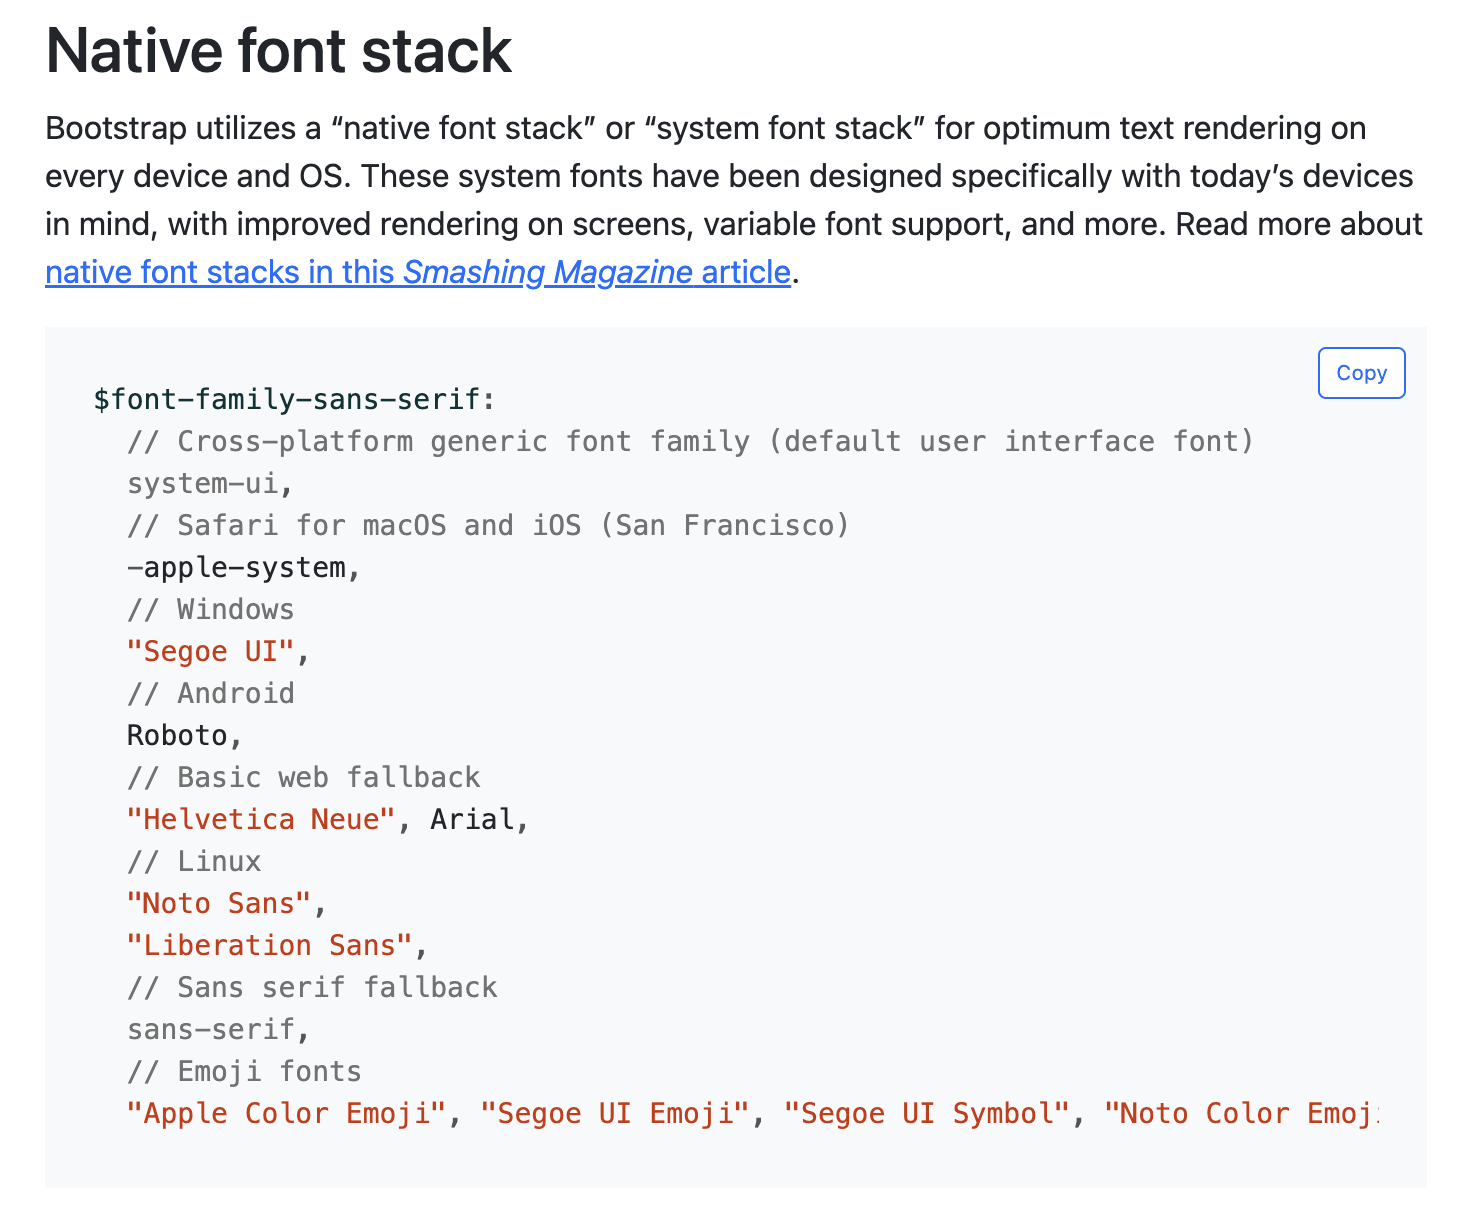 Native font stack
Bootstrap utilizes a “native font stack” or “system font stack” for optimum text rendering on
every device and OS. These system fonts have been designed specifically with today’s devices
in mind, with improved rendering on screens, variable font support, and more. Read more about
native font stacks in this Smashing Magazine article.
Copy
$font-family-sans-serif:
// Cross-platform generic font family (default user interface font)
system-ui,
// Safari for macOS and iOS (San Francisco)
-apple-system,
// Windows
"Segoe UI",
// Android
Roboto,
// Basic web fallback
"Helvetica Neue", Arial,
// Linux
"Noto Sans",
"Liberation Sans",
// Sans serif fallback
sans-serif,
// Emoji fonts
"Apple Color Emoji", "Segoe UI Emoji", "Segoe UI Symbol", "Noto Color Emoji